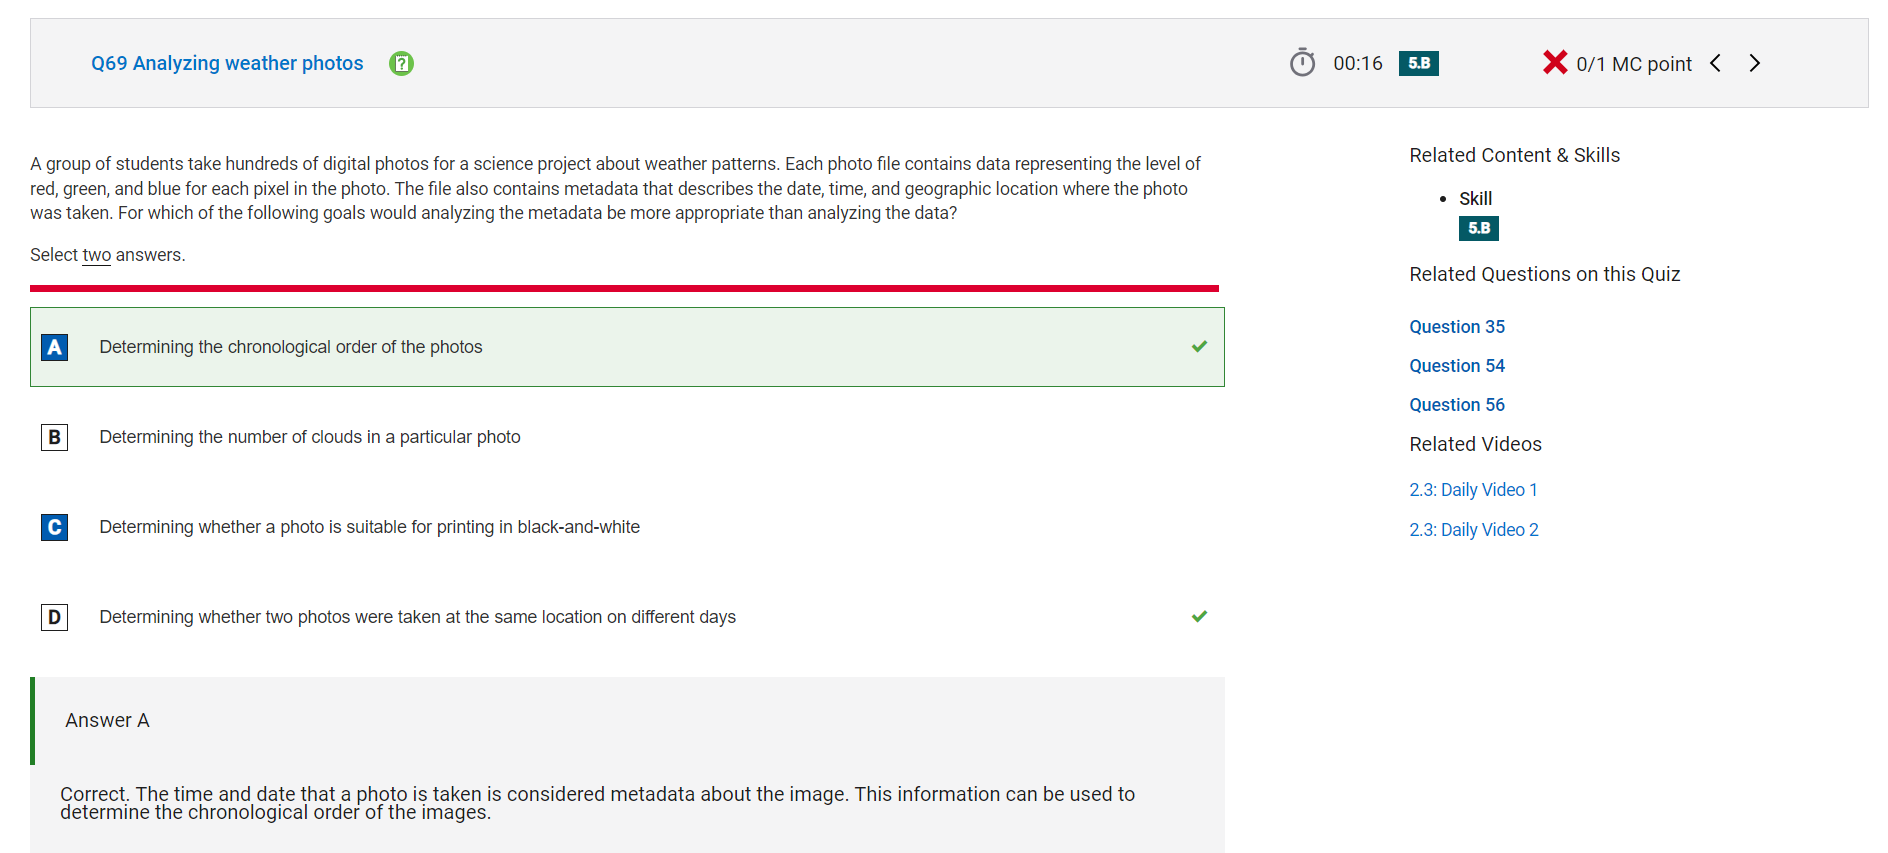 Q69 Analyzing weather photos
00:16
5.B
0/1 MC point
A group of students take hundreds of digital photos for a science project about weather patterns. Each photo file contains data representing the level of
red, green, and blue for each pixel in the photo. The file also contains metadata that describes the date, time, and geographic location where the photo
was taken. For which of the following goals would analyzing the metadata be more appropriate than analyzing the data?
Select two answers.
A Determining the chronological order of the photos
B Determining the number of clouds in a particular photo
C Determining whether a photo is suitable for printing in black-and-white
D Determining whether two photos were taken at the same location on different days
Answer A
Correct. The time and date that a photo is taken is considered metadata about the image. This information can be used to
determine the chronological order of the images.
Related Content & Skills
Skill
5.B
Related Questions on this Quiz
Question 35
Question 54
Question 56
Related Videos
2.3: Daily Video 1
2.3: Daily Video 2